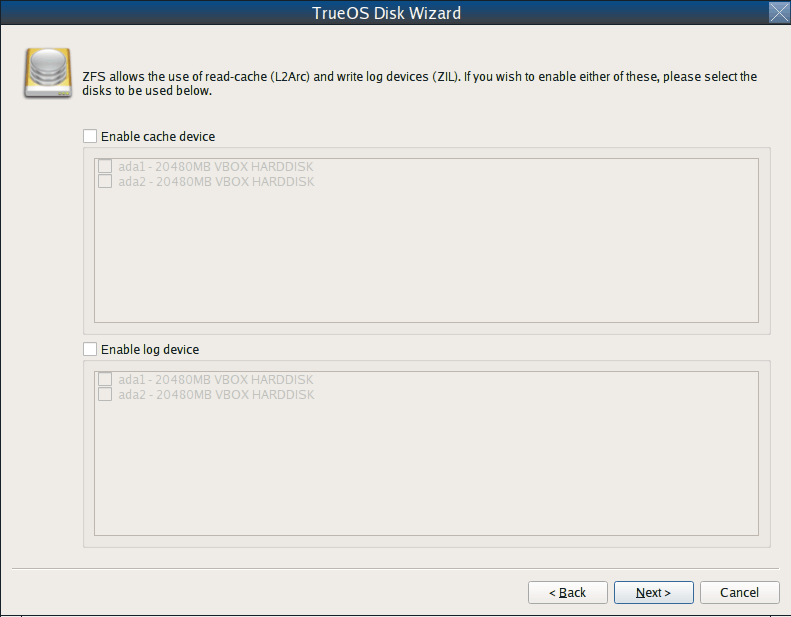 TrueOS Disk Wizard
ZFS allows the use of read-cache (L2Arc) and write log devices (ZIL). If you wish to enable either of these, please select the
disks to be used below.
Enable cache device
ada1 - 20480MB VBOX HARDDISK
ada2 - 20480MB VBOX HARDDISK
Enable log device
ada1 - 20480MB VBOX HARDDISK
ada2 - 20480MB VBOX HARDDISK
< Back Next > Cancel